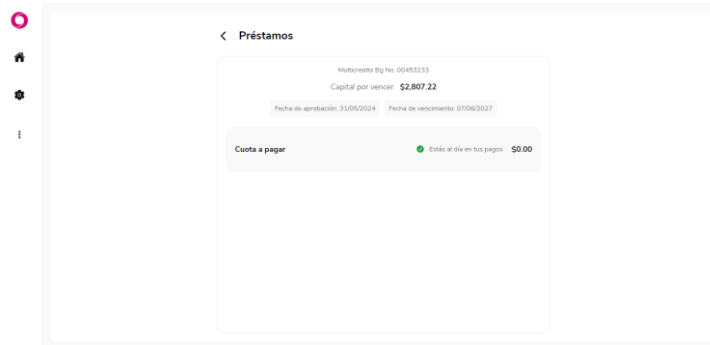 Préstamos
Multicredito Bg No. 00453233
Capital por vencer $2,807.22
Fecha de aprobación: 31/05/2024 Fecha de vencimiento: 07/06/2027
Cuota a pagar Estás al día en tus pagos $0.00